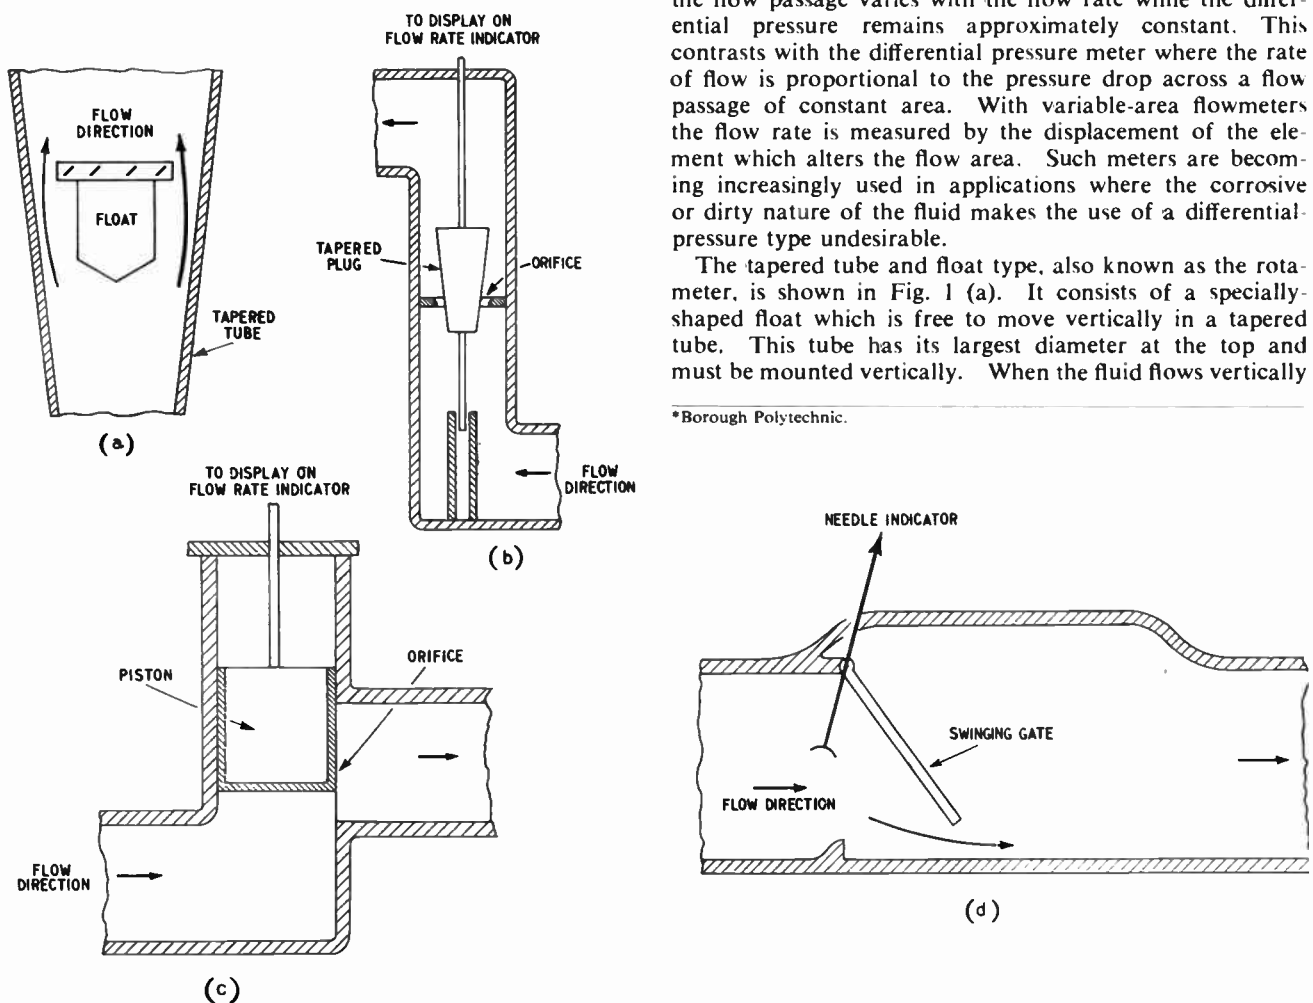 TO DISPLAY ON
FLOW RATE INDICATOR
FLOW
DIRECTION
FLOAT
TAPERED
TUBE
(a)
TAPERED
PLUG
ORIFICE
FLOW
DIRECTION
(b)
TO DISPLAY ON
FLOW RATE INDICATOR
PISTON
ORIFICE
FLOW
DIRECTION
(c)
the flow passage varies with the flow rate while the differ-
ential pressure remains approximately constant. This
contrasts with the differential pressure meter where the rate
of flow is proportional to the pressure drop across a flow
passage of constant area. With variable-area flowmeters
the flow rate is measured by the displacement of the ele-
ment which alters the flow area. Such meters are becom-
ing increasingly used in applications where the corrosive
or dirty nature of the fluid makes the use of a differential-
pressure type undesirable.
The tapered tube and float type, also known as the rota-
meter, is shown in Fig. 1 (a). It consists of a specially-
shaped float which is free to move vertically in a tapered
tube. This tube has its largest diameter at the top and
must be mounted vertically. When the fluid flows vertically
*Borough Polytechnic.
NEEDLE INDICATOR
SWINGING GATE
FLOW DIRECTION
(d)